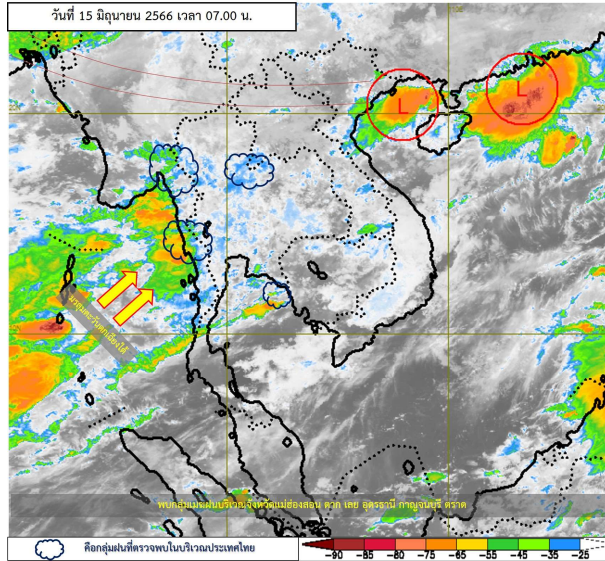 วันที่ 15 มิถุนายน 2566 เวลา 07.00 น.
L
L
มรสุมตะวันตกเฉียงใต้
พบกลุ่มเมฆฝนบริเวณจังหวัดแม่ฮ่องสอน ตาก เลย อุดรธานี กาญจนบุรี ตราด
คือกลุ่มฝนที่ตรวจพบในบริเวณประเทศไทย
-90 -85 -80 -68 -55 -45 -35 -25